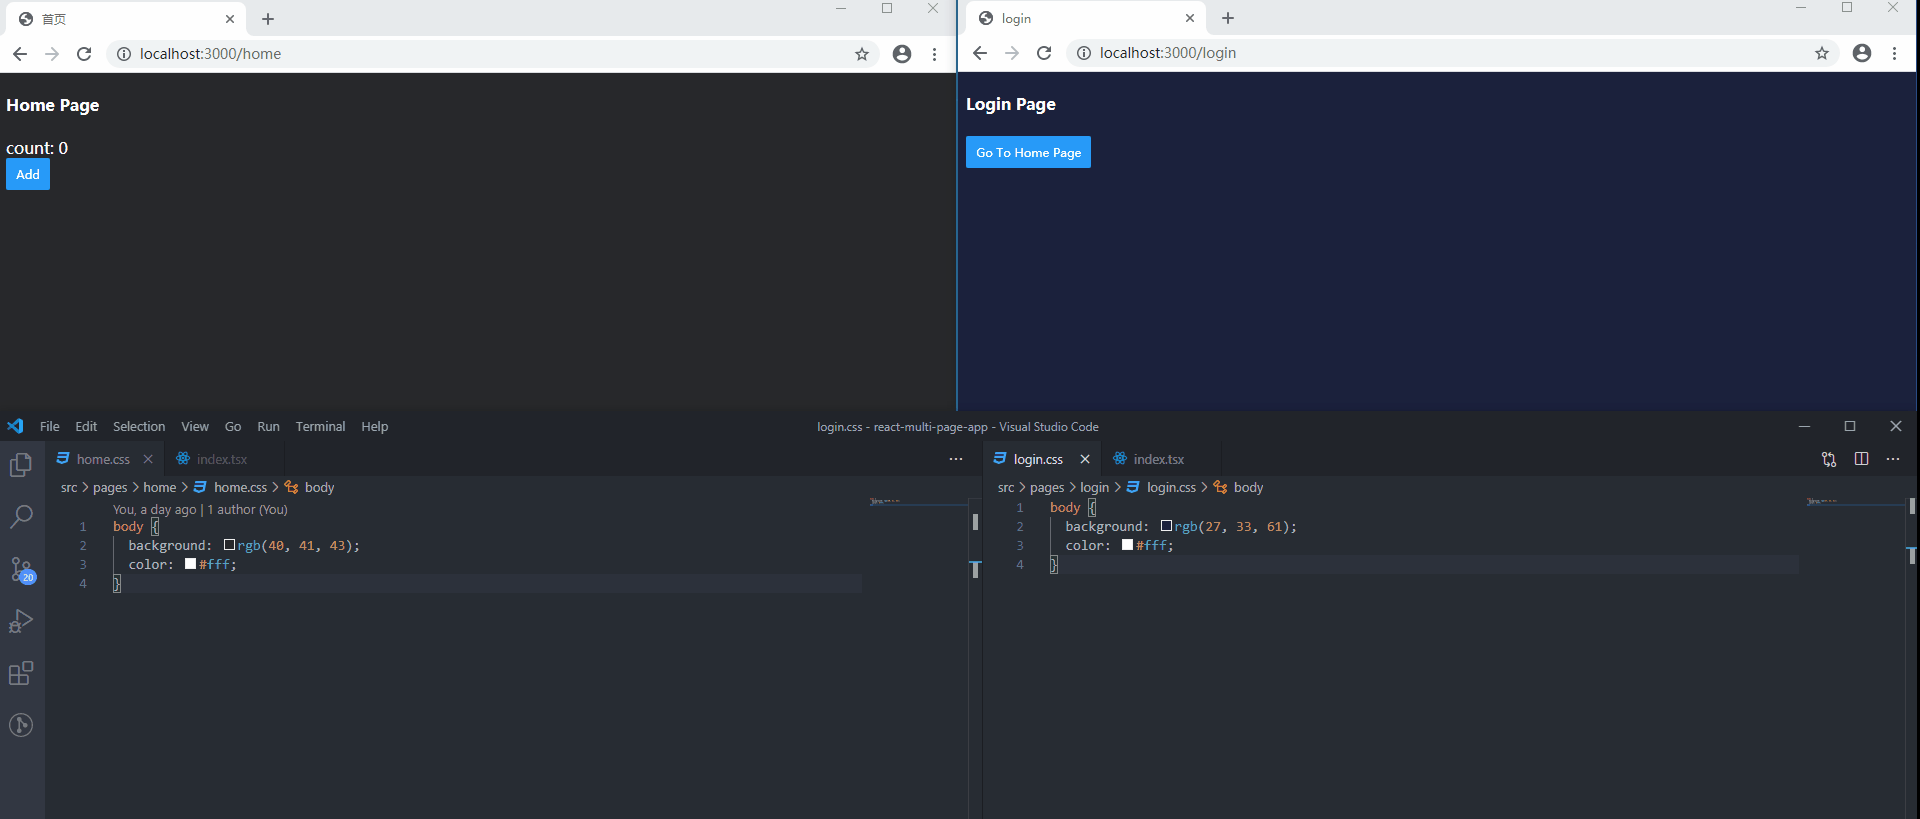 首页
localhost:3000/home
Home Page
count: 0
Add
login
localhost:3000/login
Login Page
Go To Home Page
File Edit Selection View Go Run Terminal Help
login.css - react-multi-page-app - Visual Studio Code
home.css
index.tsx
src > pages > home > home.css > body
You, a day ago | 1 author (You)
1 body {
2 background: rgb(40, 41, 43);
3 color: #fff;
4 }
20
login.css
index.tsx
src > pages > login > login.css > body
1 body {
2 background: rgb(27, 33, 61);
3 color: #fff;
4 }